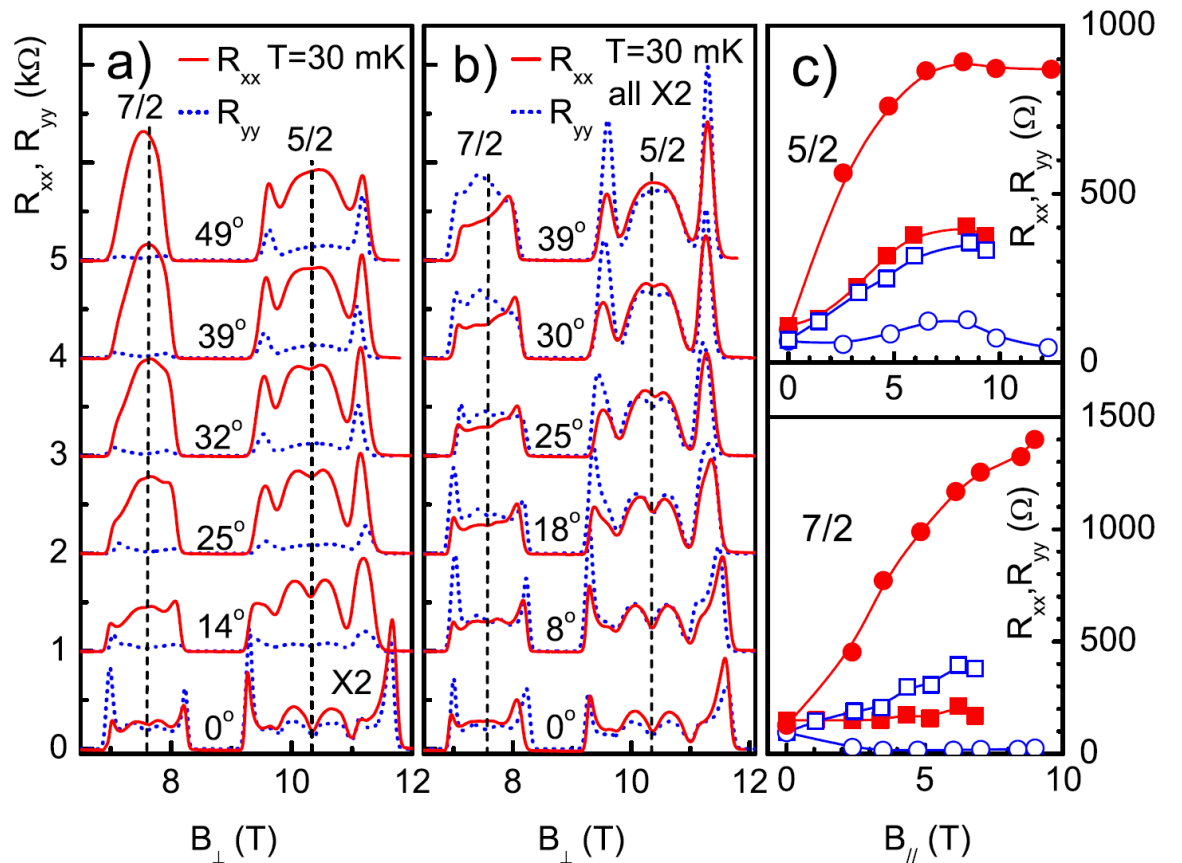 a)
R_xx
T=30 mK
R_yy
7/2
5/2
49°
39°
32°
25°
14°
X2
0°
R_xx, R_yy (kΩ)
5
4
3
2
1
0
8
10
12
B_⊥ (T)
b)
R_xx
T=30 mK
R_yy
all X2
7/2
5/2
39°
30°
25°
18°
8°
0°
8
10
12
B_⊥ (T)
c)
5/2
1000
500
0
R_xx,R_yy (Ω)
0
5
10
7/2
1500
1000
500
0
R_xx,R_yy (Ω)
0
5
10
B_// (T)